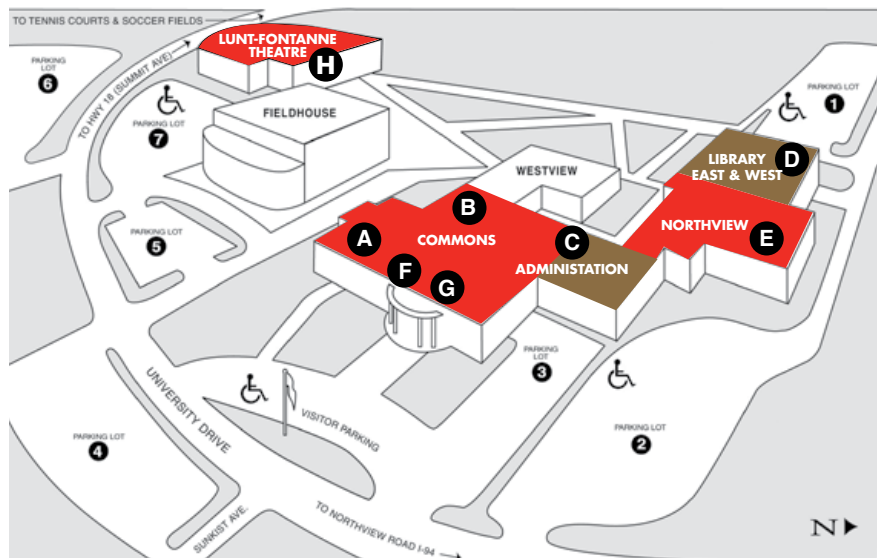 TO TENNIS COURTS & SOCCER FIELDS
LUNT-FONTANNE
THEATRE
H
PARKING
LOT
6
TO HWY 18 (SUMMIT AVE)
PARKING LOT
7
FIELDHOUSE
PARKING LOT
1
LIBRARY
EAST & WEST
D
WESTVIEW
B
A
COMMONS
C
NORTHVIEW
E
PARKING LOT
5
F
G
ADMINISTATION
PARKING
LOT
3
UNIVERSITY DRIVE
VISITOR PARKING
PARKING LOT
4
PARKING LOT
2
SUNKIST AVE.
TO NORTHVIEW ROAD I-94
N